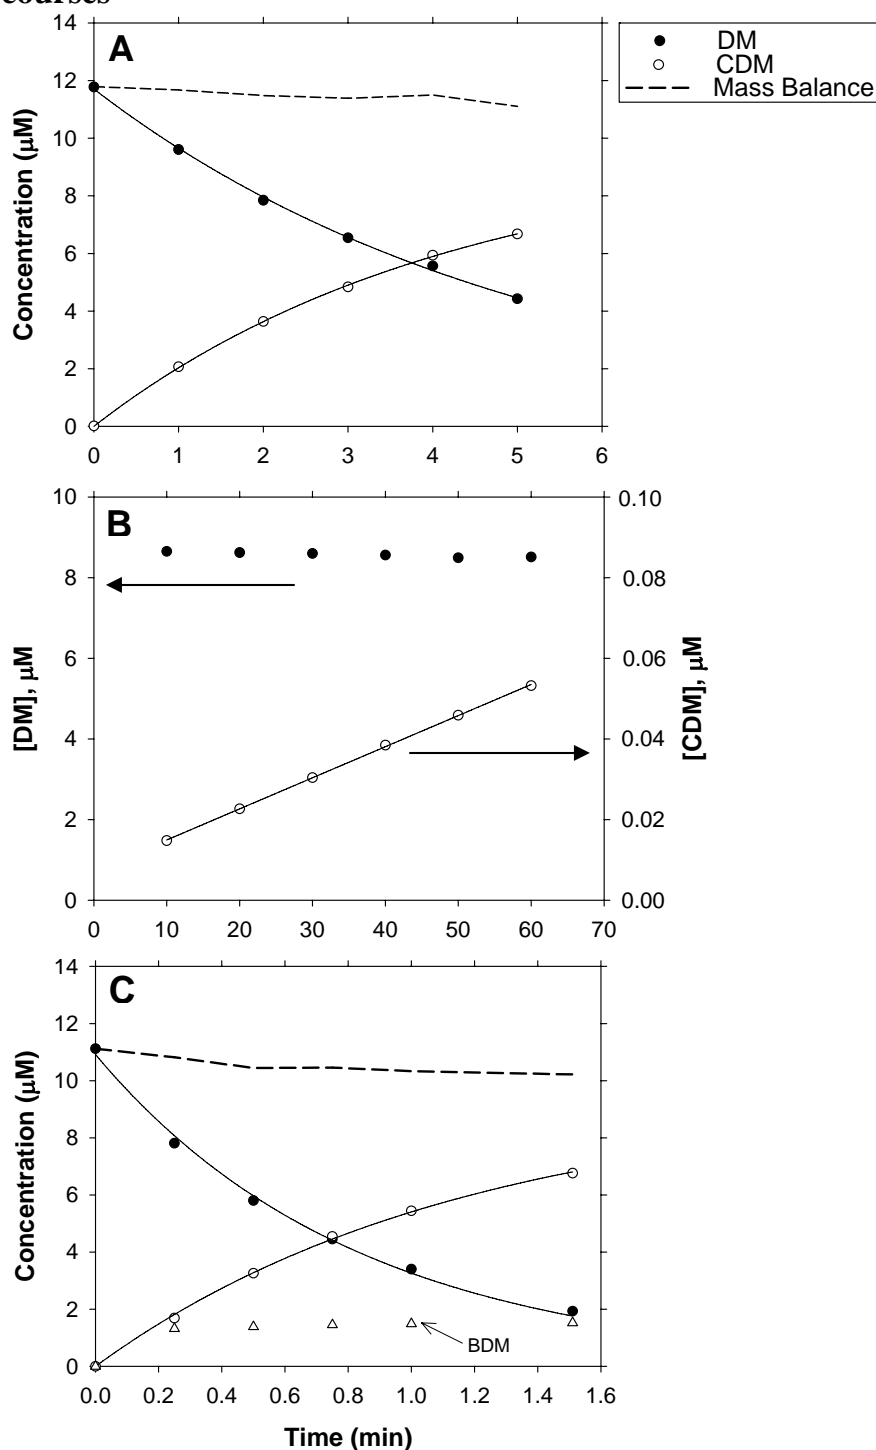 courses
A
DM
CDM
Mass Balance
Concentration (μM)
14
12
10
8
6
4
2
0
0 1 2 3 4 5 6
B
[DM], μM
10
8
6
4
2
0
0.10
0.08
0.06
0.04
0.02
0.00
[CDM], μM
0 10 20 30 40 50 60 70
C
Concentration (μM)
14
12
10
8
6
4
2
0
BDM
0.0 0.2 0.4 0.6 0.8 1.0 1.2 1.4 1.6
Time (min)